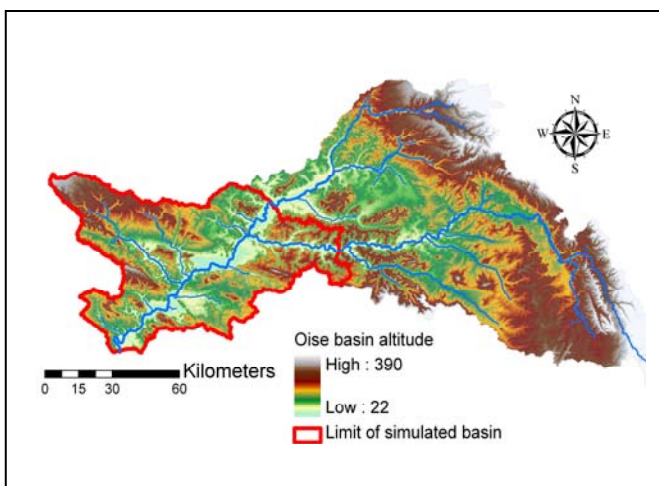 N
W E
S
Oise basin altitude
High : 390
Low : 22
Limit of simulated basin
Kilometers
0 15 30 60